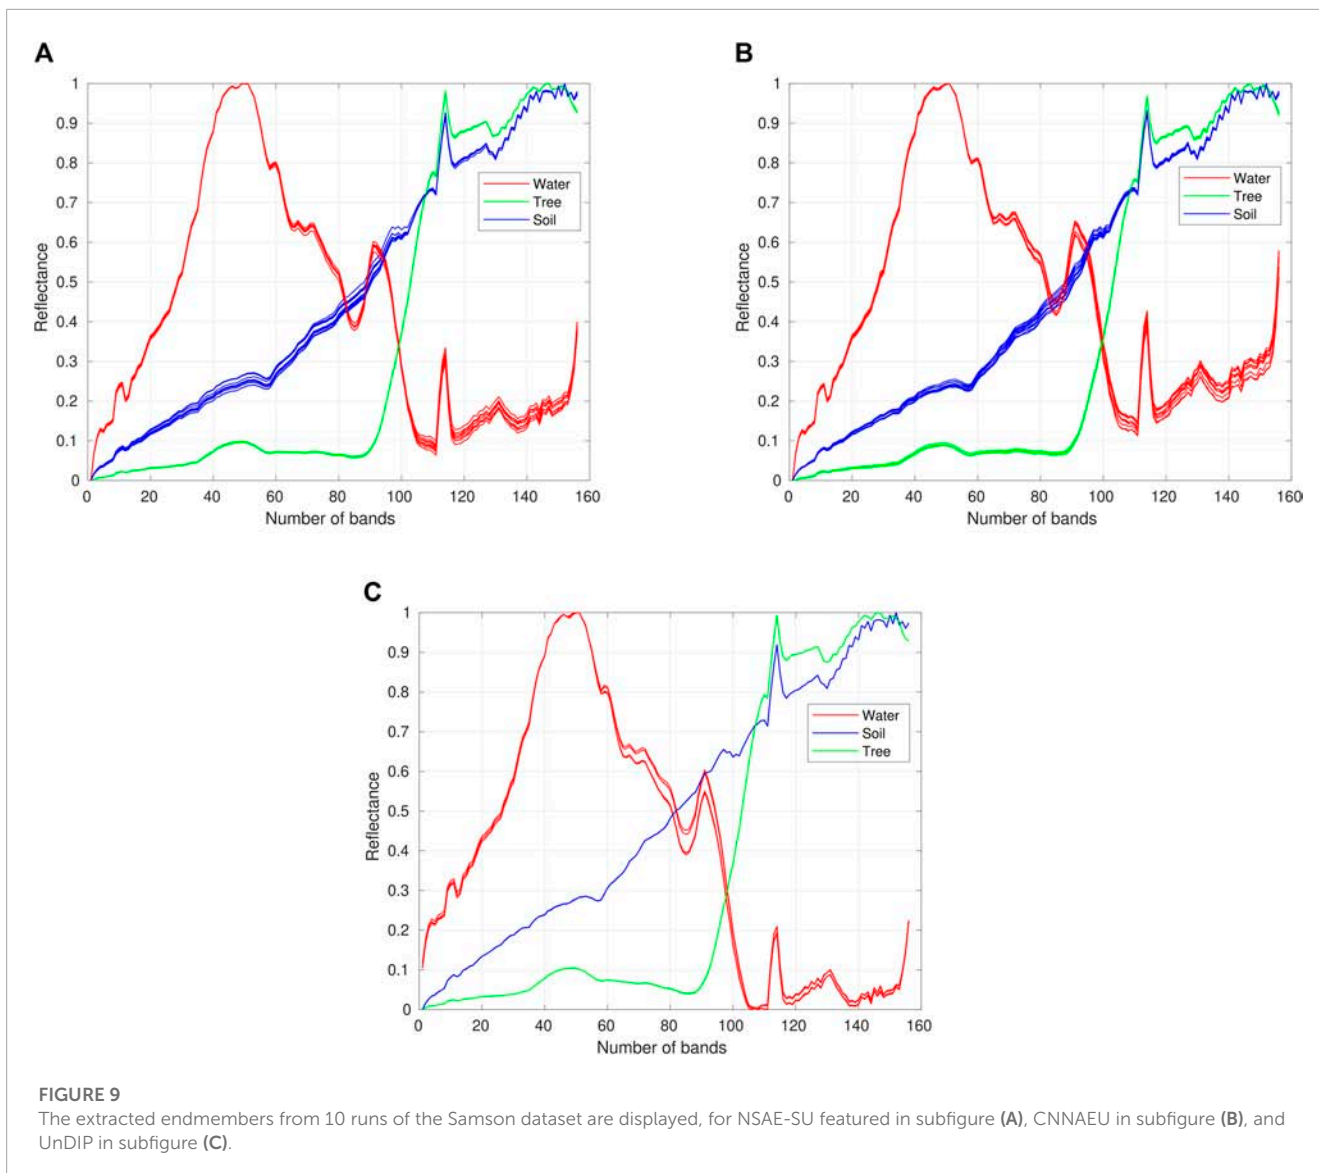 A
1
0.9
0.8
0.7
0.6
0.5
0.4
0.3
0.2
0.1
0
Reflectance
Water
Tree
Soil
0 20 40 60 80 100 120 140 160
Number of bands
B
1
0.9
0.8
0.7
0.6
0.5
0.4
0.3
0.2
0.1
0
Reflectance
Water
Tree
Soil
0 20 40 60 80 100 120 140 160
Number of bands
C
1
0.9
0.8
0.7
0.6
0.5
0.4
0.3
0.2
0.1
0
Reflectance
Water
Soil
Tree
0 20 40 60 80 100 120 140 160
Number of bands
FIGURE 9
The extracted endmembers from 10 runs of the Samson dataset are displayed, for NSAE-SU featured in subfigure (A), CNNAEU in subfigure (B), and
UnDIP in subfigure (C).